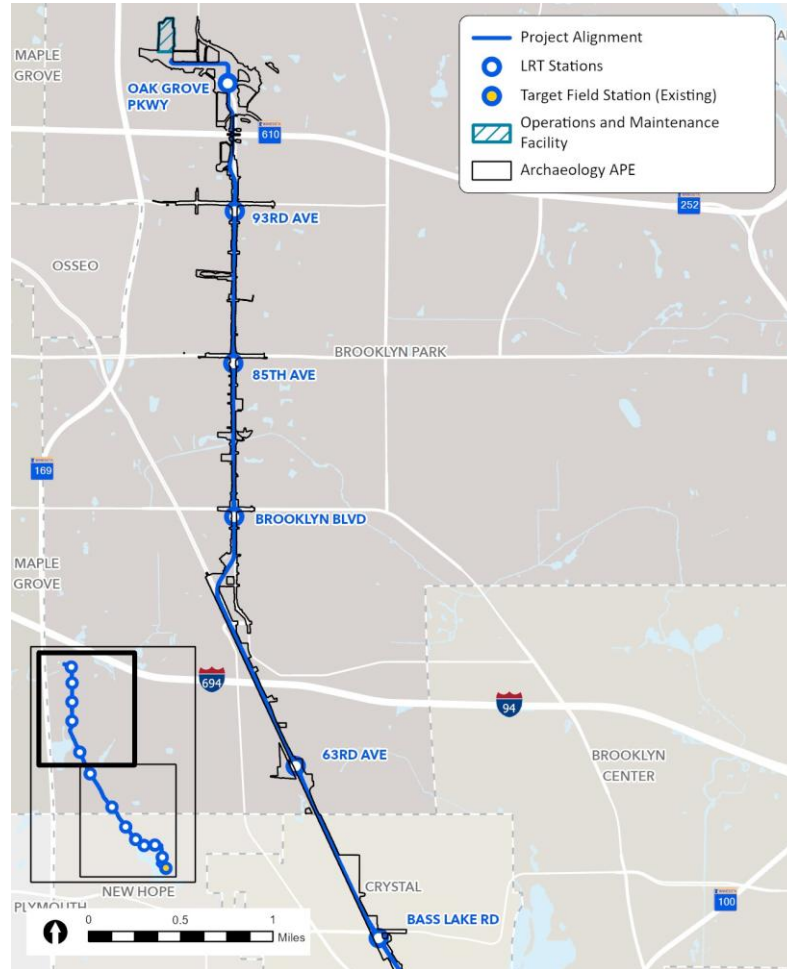 MAPLE
GROVE
OAK GROVE
PKWY
610
Project Alignment
LRT Stations
Target Field Station (Existing)
Operations and Maintenance
Facility
Archaeology APE
252
93RD AVE
OSSEO
BROOKLYN PARK
85TH AVE
169
BROOKLYN BLVD
MAPLE
GROVE
694
94
63RD AVE
BROOKLYN
CENTER
NEW HOPE
CRYSTAL
PLYMOUTH
100
BASS LAKE RD
0 0.5 1
Miles